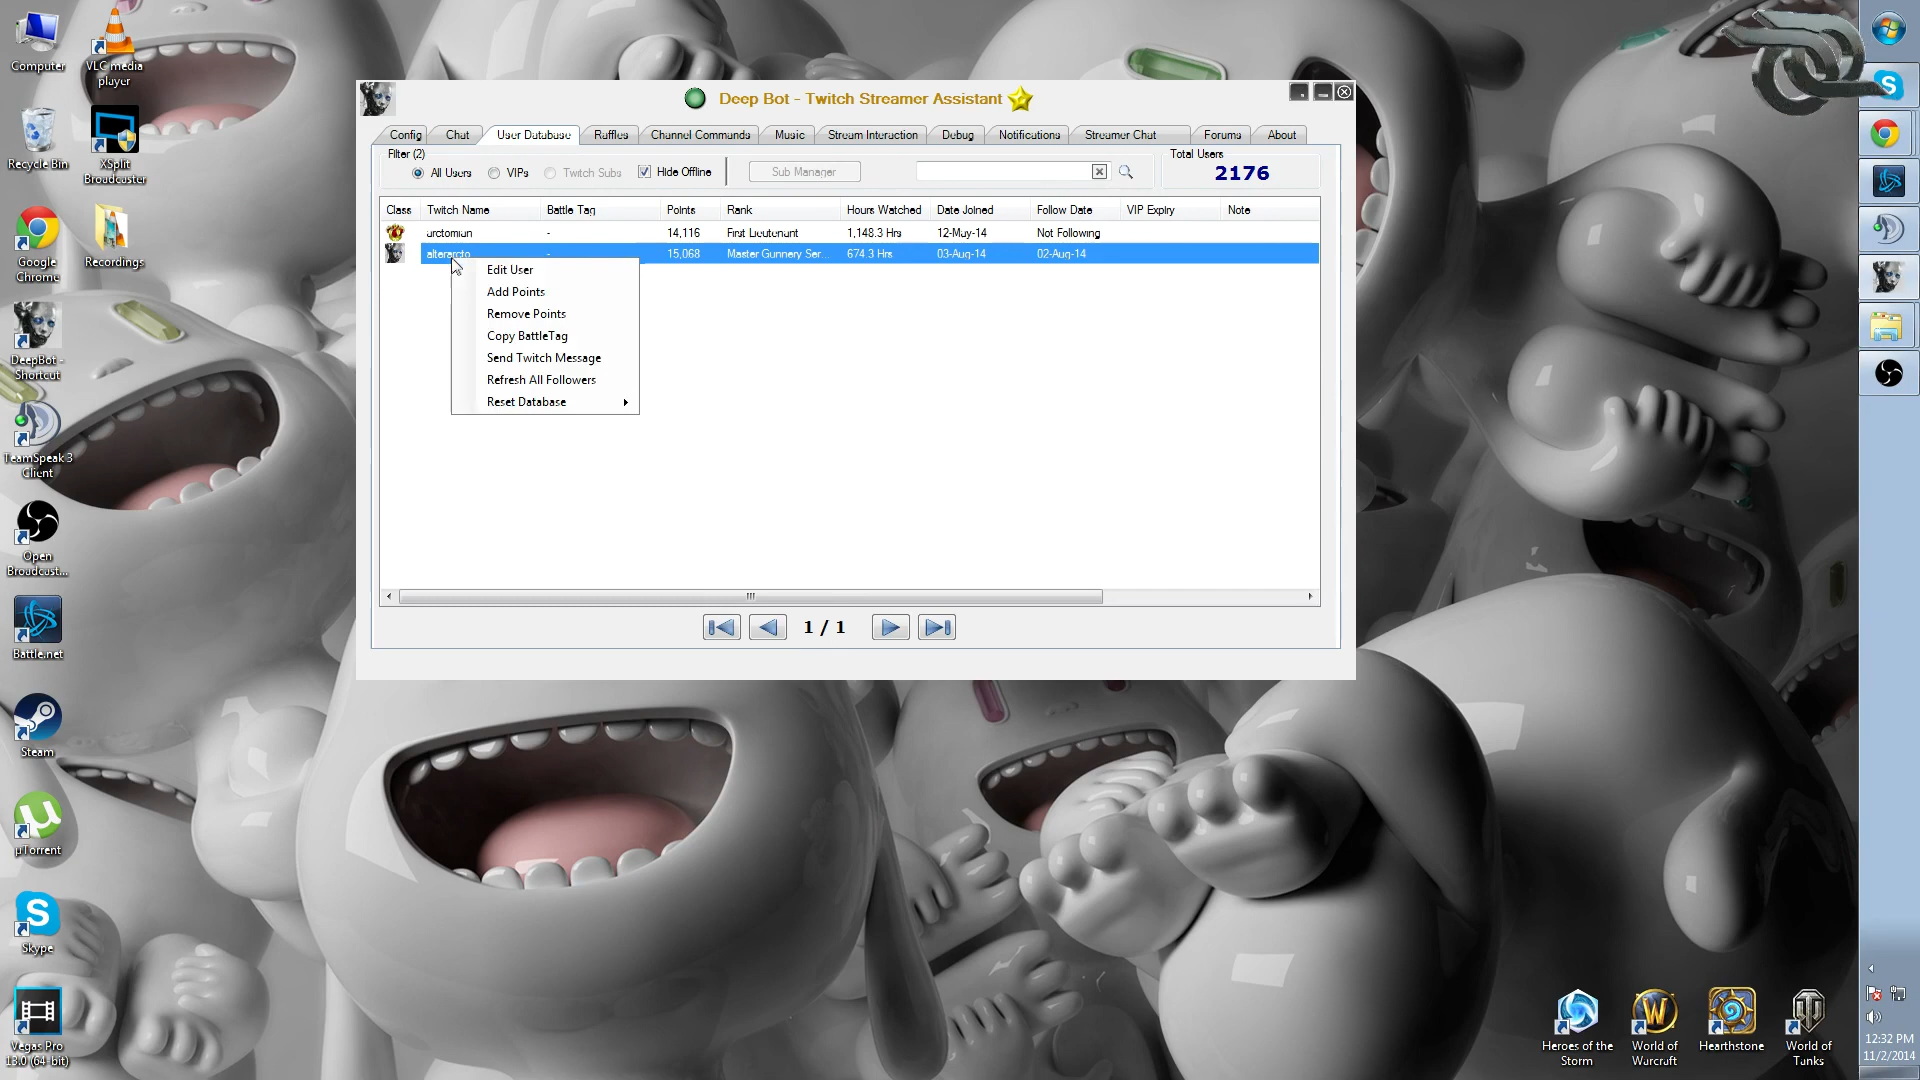 Computer
VLC media
player
Recycle Bin
XSplit
Broadcaster
Google
Chrome
Recordings
DeepBot -
Shortcut
TeamSpeak 3
Client
Open
Broadcast...
Battle.net
Steam
µTorrent
Skype
Vegas Pro
13.0 (64-bit)
Deep Bot - Twitch Streamer Assistant
Config Chat User Database Raffles Channel Commands Music Stream Interaction Debug Notifications Streamer Chat Forums About
Filter (2)
All Users VIPs Twitch Subs Hide Offline Sub Manager
Total Users
2176
Class Twitch Name Battle Tag Points Rank Hours Watched Date Joined Follow Date VIP Expiry Note
arctomian - 14,116 First Lieutenant 1,148.3 Hrs 12-May-14 Not Following
alterarcto - 15,068 Master Gunnery Ser... 674.3 Hrs 03-Aug-14 02-Aug-14
Edit User
Add Points
Remove Points
Copy BattleTag
Send Twitch Message
Refresh All Followers
Reset Database
1 / 1
Heroes of the
Storm
World of
Warcraft
Hearthstone
World of
Tanks
12:32 PM
11/2/2014